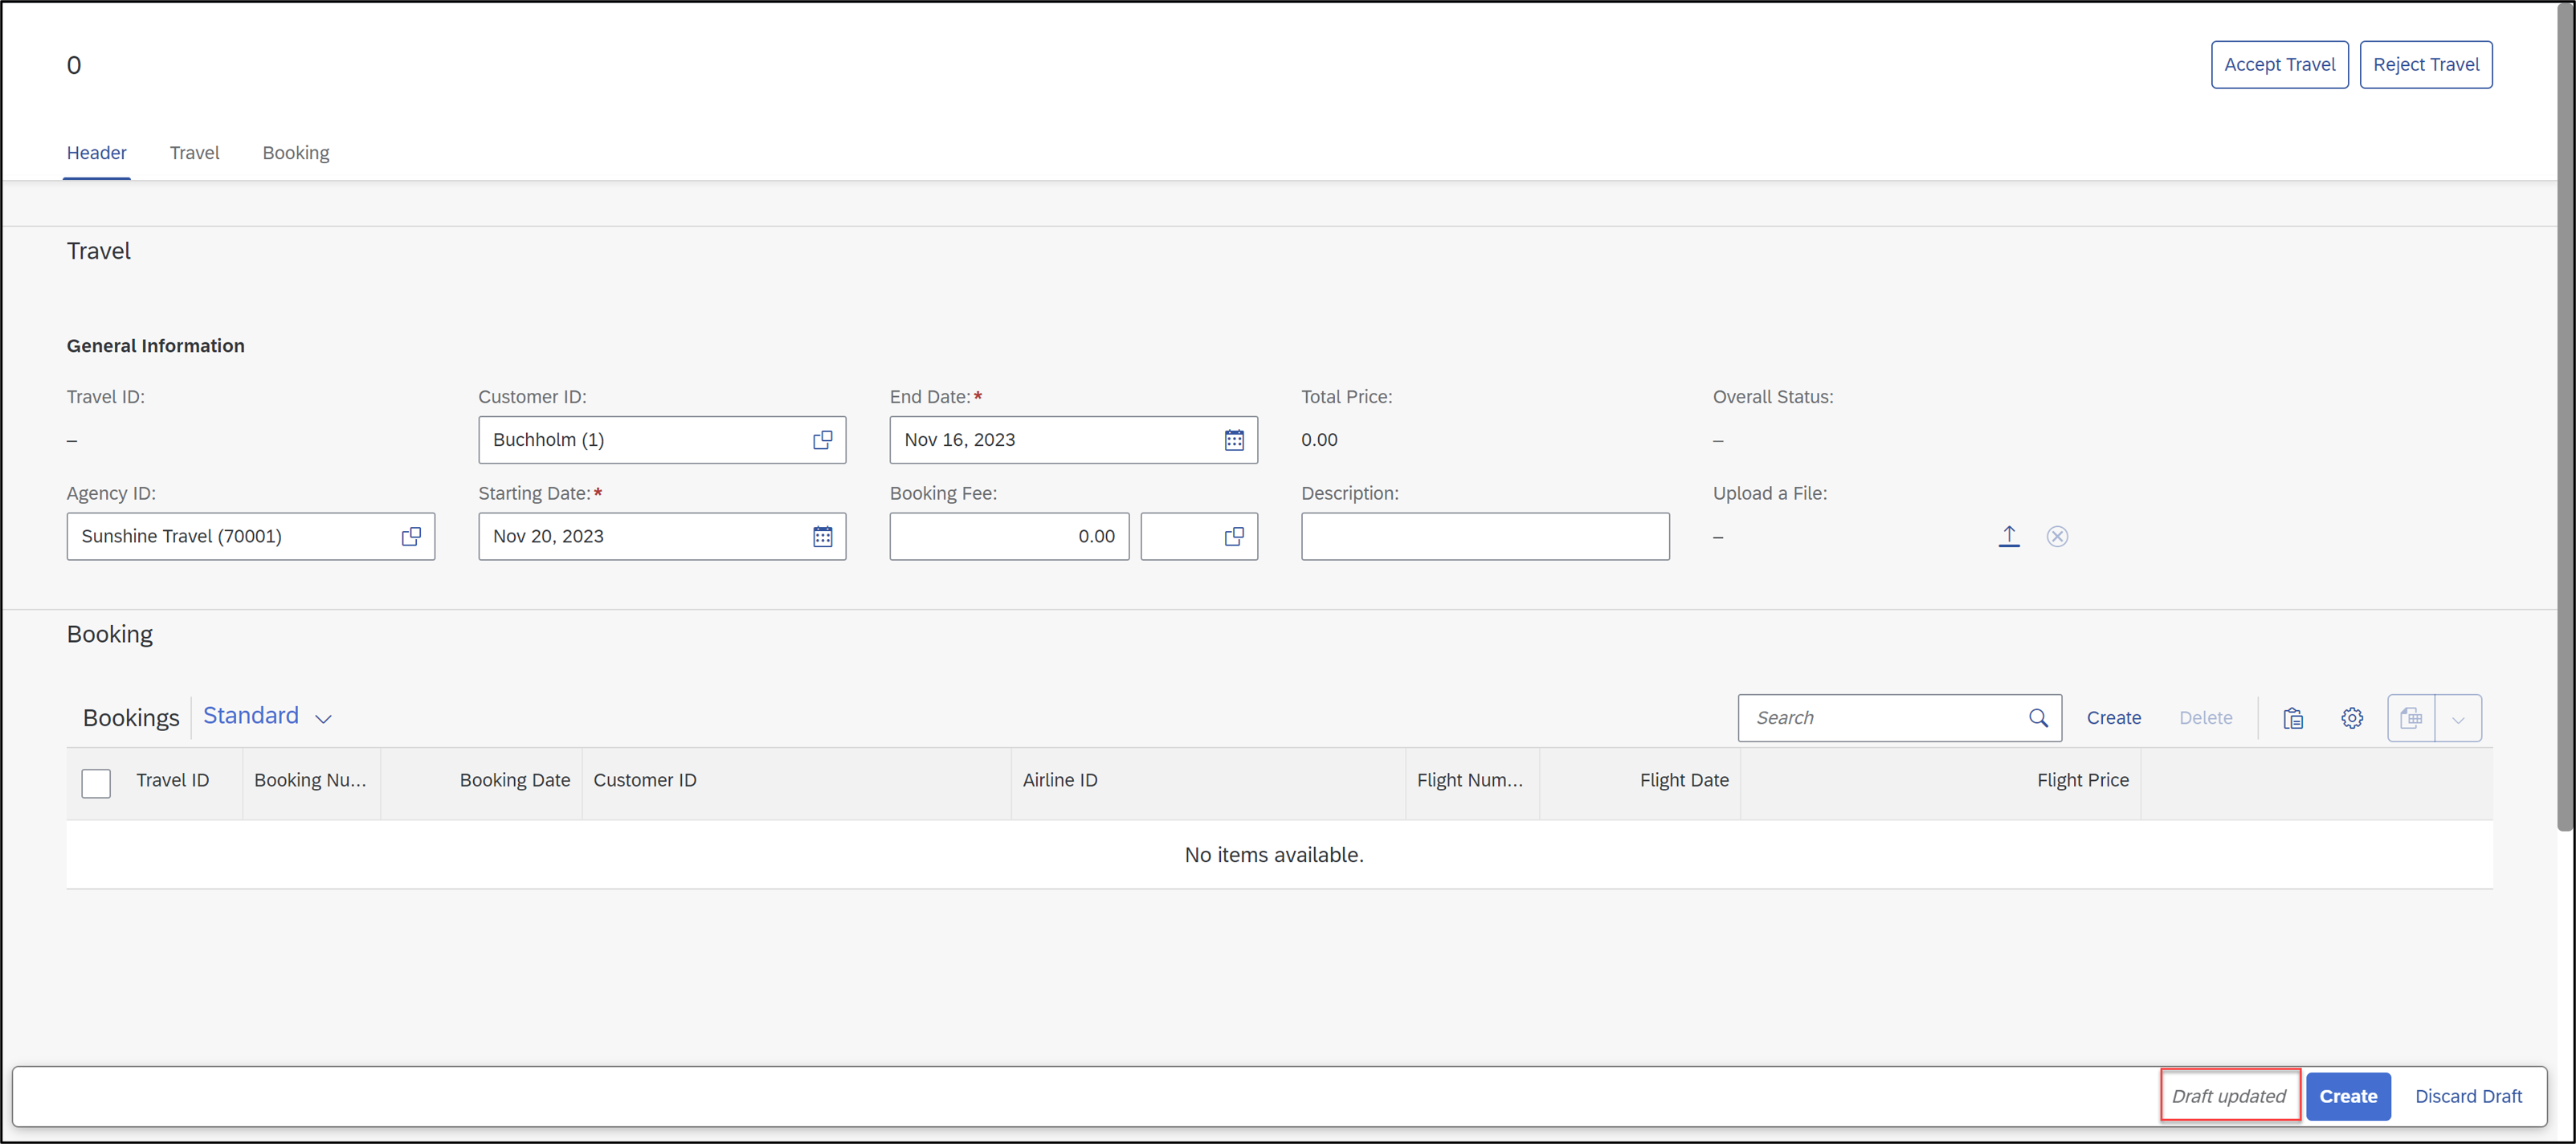 0
Accept Travel Reject Travel
Header Travel Booking
Travel
General Information
Travel ID: Customer ID: End Date:* Total Price: Overall Status:
– Buchholm (1) Nov 16, 2023 0.00 –
Agency ID: Starting Date:* Booking Fee: Description: Upload a File:
Sunshine Travel (70001) Nov 20, 2023 0.00 –
Booking
Bookings Standard Search Create Delete
Travel ID Booking Nu... Booking Date Customer ID Airline ID Flight Num... Flight Date Flight Price
No items available.
Draft updated Create Discard Draft